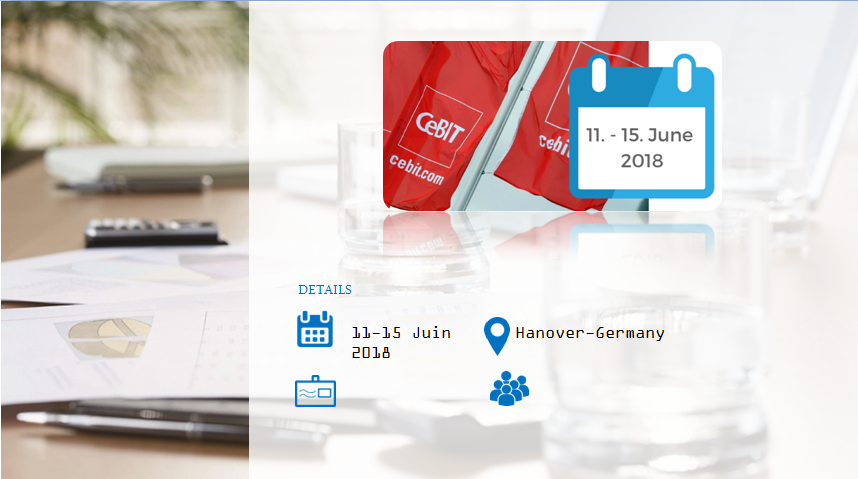 CeBIT
cebit.com
cebit
11. - 15. June
2018
DETAILS
11-15 Juin
2018
Hanover-Germany